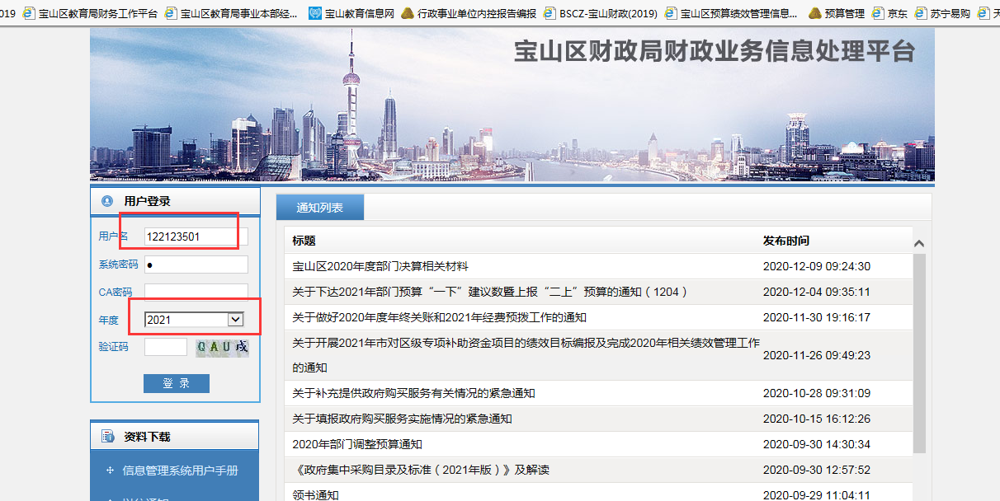 019 宝山区教育局财务工作平台 宝山区教育局事业本部经... 宝山教育信息网 行政事业单位内控报告编报 BSCZ-宝山财政(2019) 宝山区预算绩效管理信息... 预算管理 京东 苏宁易购 天
宝山区财政局财政业务信息处理平台
用户登录
用户名 122123501
系统密码 ●
CA密码
年度 2021
验证码 Q A U 成
登 录
资料下载
信息管理系统用户手册
通知列表
标题 发布时间
宝山区2020年度部门决算相关材料 2020-12-09 09:24:30
关于下达2021年部门预算“一下”建议数暨上报“二上”预算的通知（1204） 2020-12-04 09:35:11
关于做好2020年度年终关账和2021年经费预拨工作的通知 2020-11-30 19:16:17
关于开展2021年市对区级专项补助资金项目的绩效目标编报及完成2020年相关绩效管理工作
的通知 2020-11-26 09:49:23
关于补充提供政府购买服务有关情况的紧急通知 2020-10-28 09:31:09
关于填报政府购买服务实施情况的紧急通知 2020-10-15 16:12:26
2020年部门调整预算通知 2020-09-30 14:30:34
《政府集中采购目录及标准（2021年版）》及解读 2020-09-30 12:57:52
领书通知 2020-09-29 11:04:11